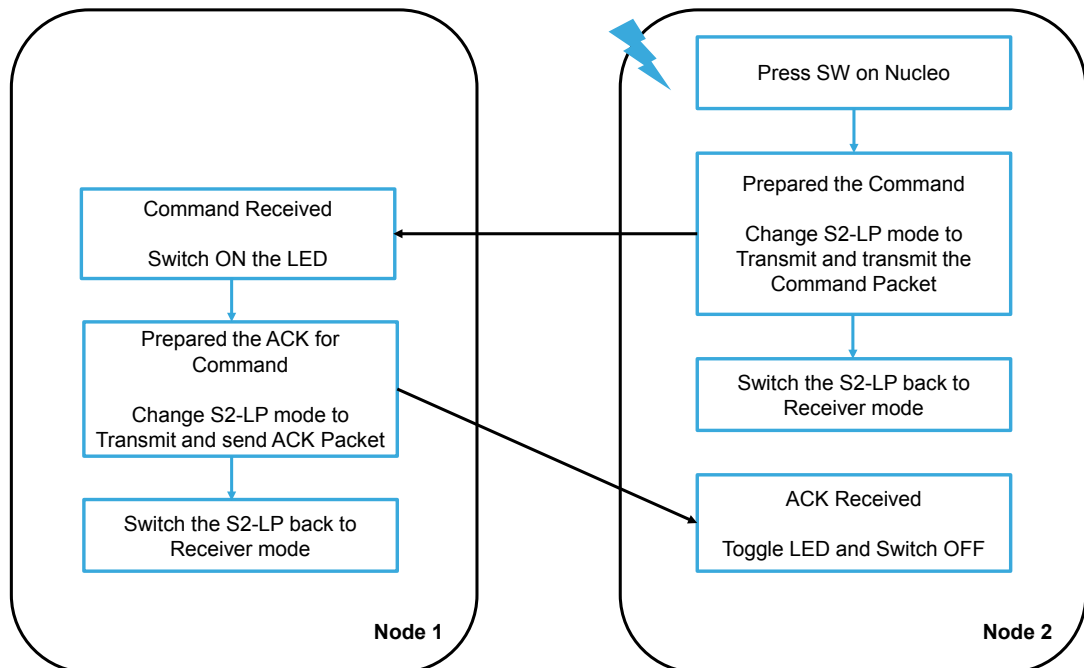 Command Received
Switch ON the LED
Prepared the ACK for
Command
Change S2-LP mode to
Transmit and send ACK Packet
Switch the S2-LP back to
Receiver mode
Node 1
Press SW on Nucleo
Prepared the Command
Change S2-LP mode to
Transmit and transmit the
Command Packet
Switch the S2-LP back to
Receiver mode
ACK Received
Toggle LED and Switch OFF
Node 2